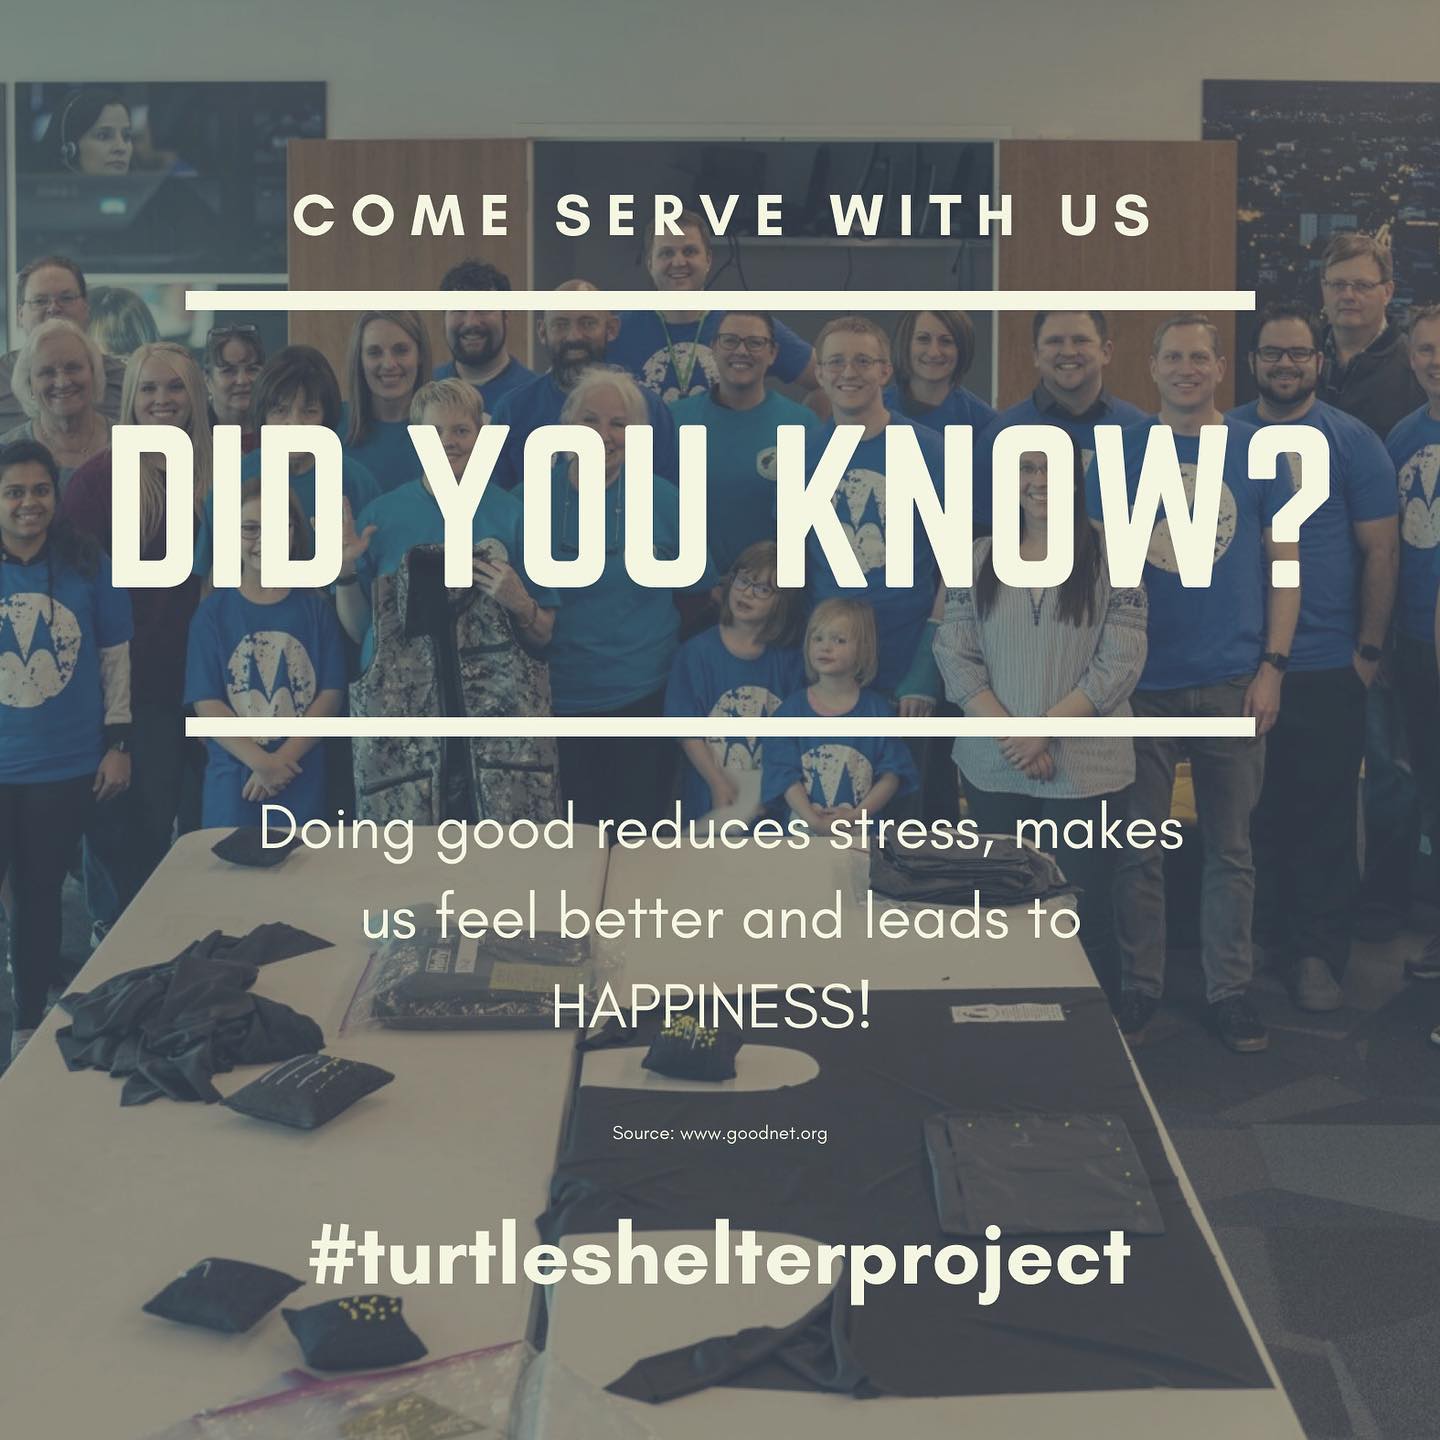 COME SERVE WITH US
DID YOU KNOW?
Doing good reduces stress, makes
us feel better and leads to
HAPPINESS!
Source: www.goodnet.org
#turtleshelterproject